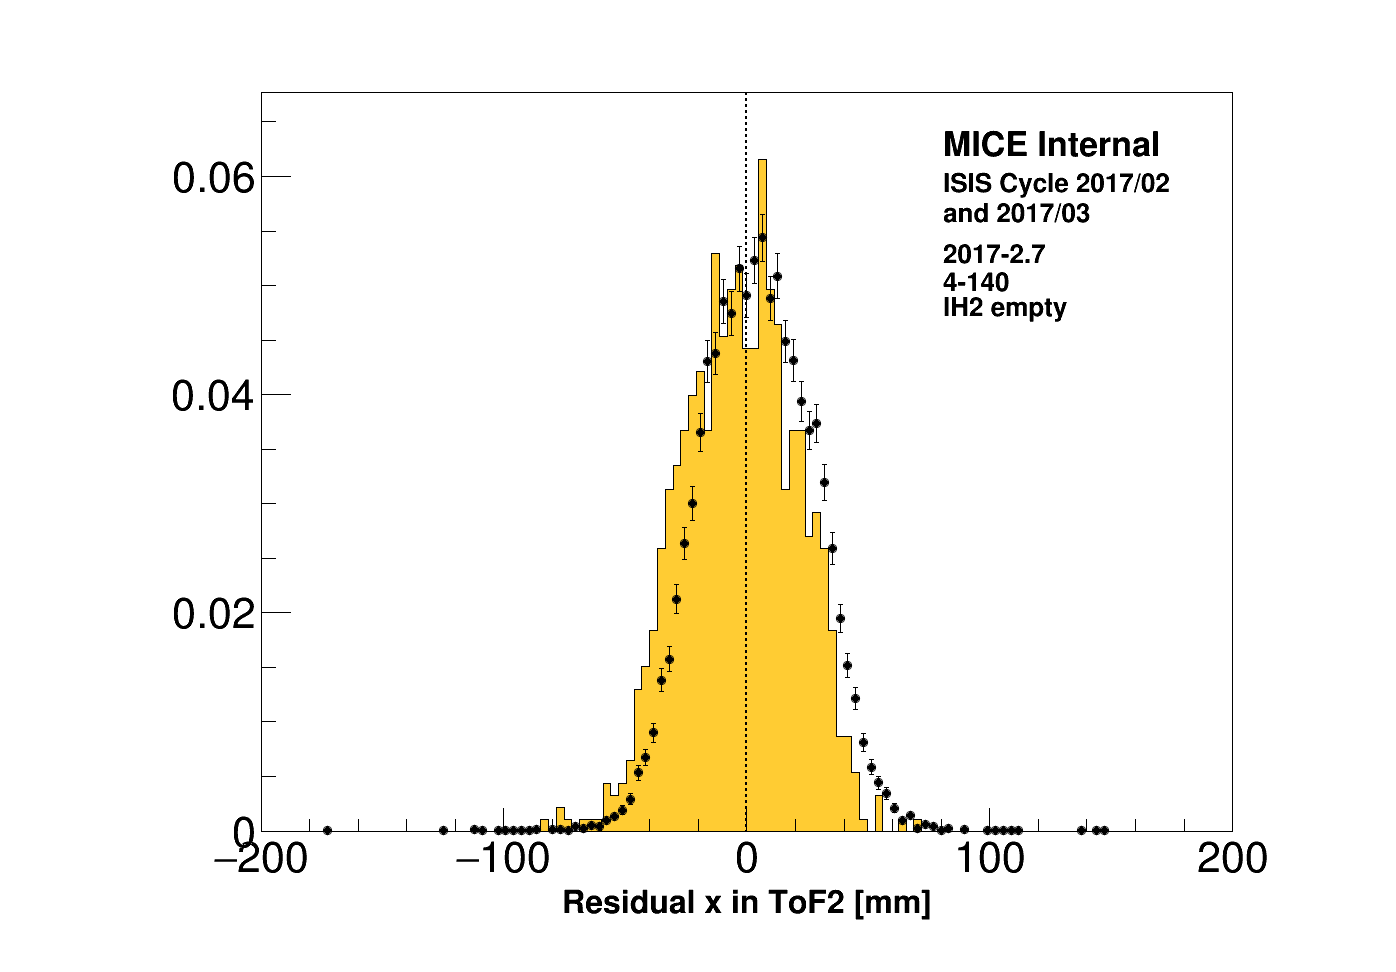 MICE Internal
ISIS Cycle 2017/02
and 2017/03
2017-2.7
4-140
IH2 empty
0.06
0.04
0.02
0
−200 −100 0 100 200
Residual x in ToF2 [mm]